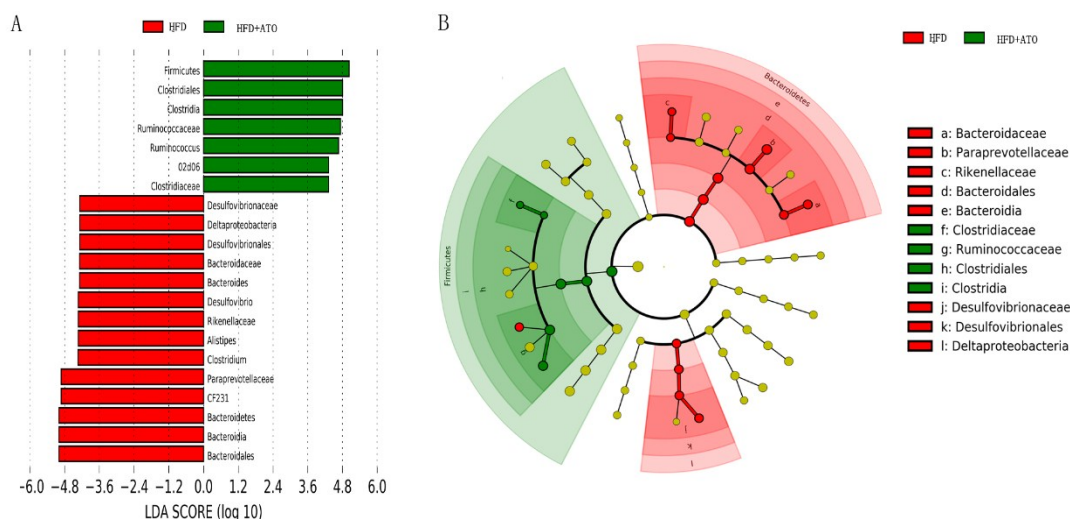 A
HFD HFD+ATO
Firmicutes
Clostridiales
Clostridia
Ruminococcaceae
Ruminococcus
02d06
Clostridiaceae
Desulfovibrionaceae
Deltaproteobacteria
Desulfovibrionales
Bacteroidaceae
Bacteroides
Desulfovibrio
Rikenellaceae
Alistipes
Clostridium
Paraprevotellaceae
CF231
Bacteroidetes
Bacteroidia
Bacteroidales
−6.0 −4.8 −3.6 −2.4 −1.2 0.0 1.2 2.4 3.6 4.8 6.0
LDA SCORE (log 10)
B
HFD HFD+ATO
Bacteroidetes
e
d
c
b
a
Firmicutes
i
h
f
g
j
k
l
a: Bacteroidaceae
b: Paraprevotellaceae
c: Rikenellaceae
d: Bacteroidales
e: Bacteroidia
f: Clostridiaceae
g: Ruminococcaceae
h: Clostridiales
i: Clostridia
j: Desulfovibrionaceae
k: Desulfovibrionales
l: Deltaproteobacteria